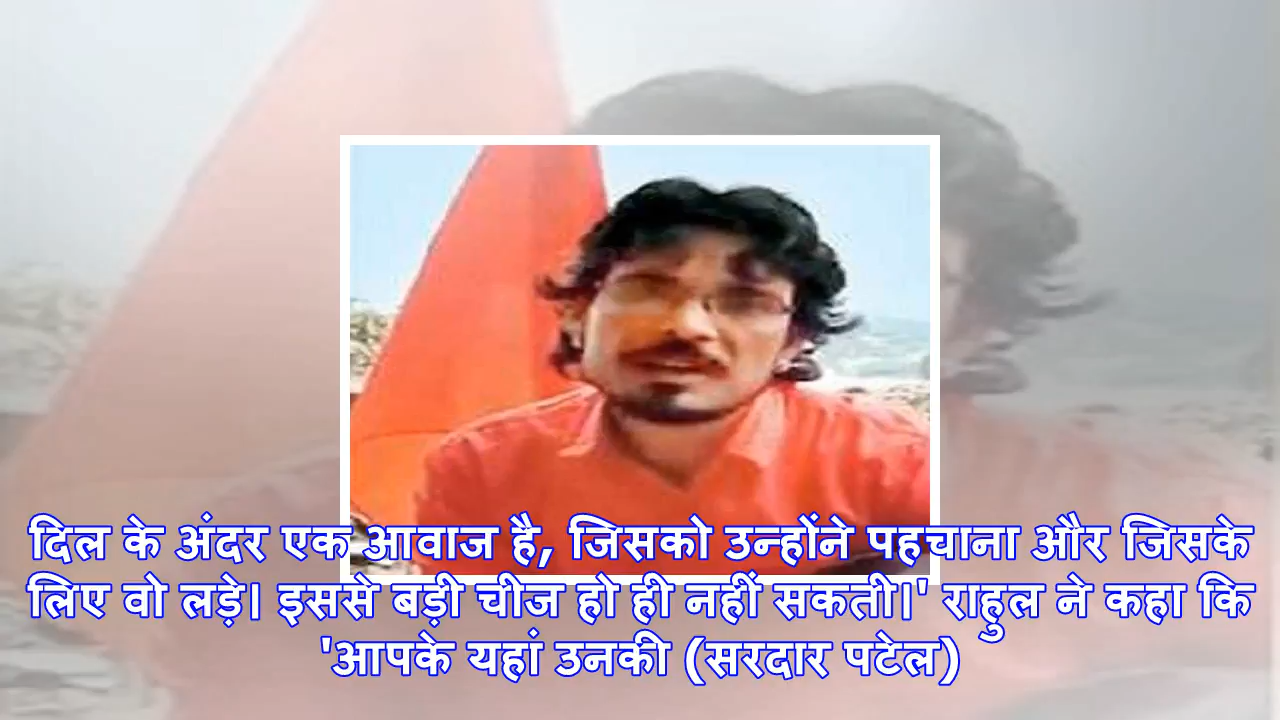 दिल के अंदर एक आवाज है, जिसको उन्होंने पहचाना और जिसके
लिए वो लड़े। इससे बड़ी चीज हो ही नहीं सकती।' राहुल ने कहा कि
'आपके यहां उनकी (सरदार पटेल)